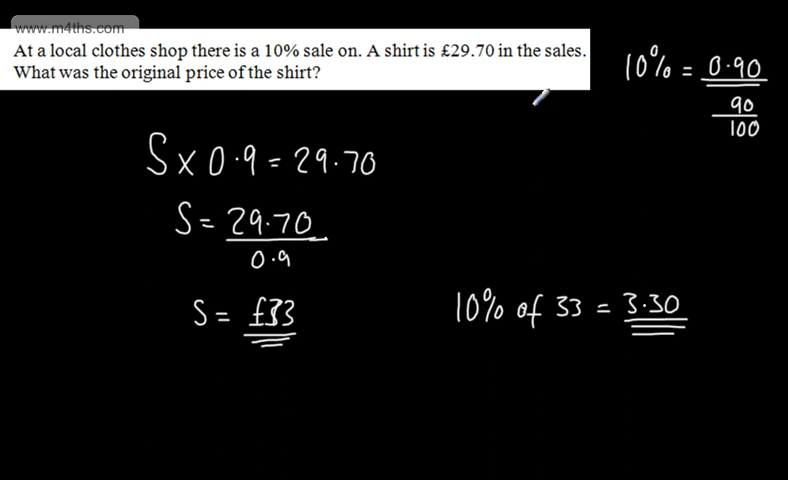 www.m4ths.com
At a local clothes shop there is a 10% sale on. A shirt is £29.70 in the sales.
What was the original price of the shirt?
10% = 0.90
90
100
S x 0.9 = 29.70
S = 29.70
0.9
S = £33
10% of 33 = 3.30